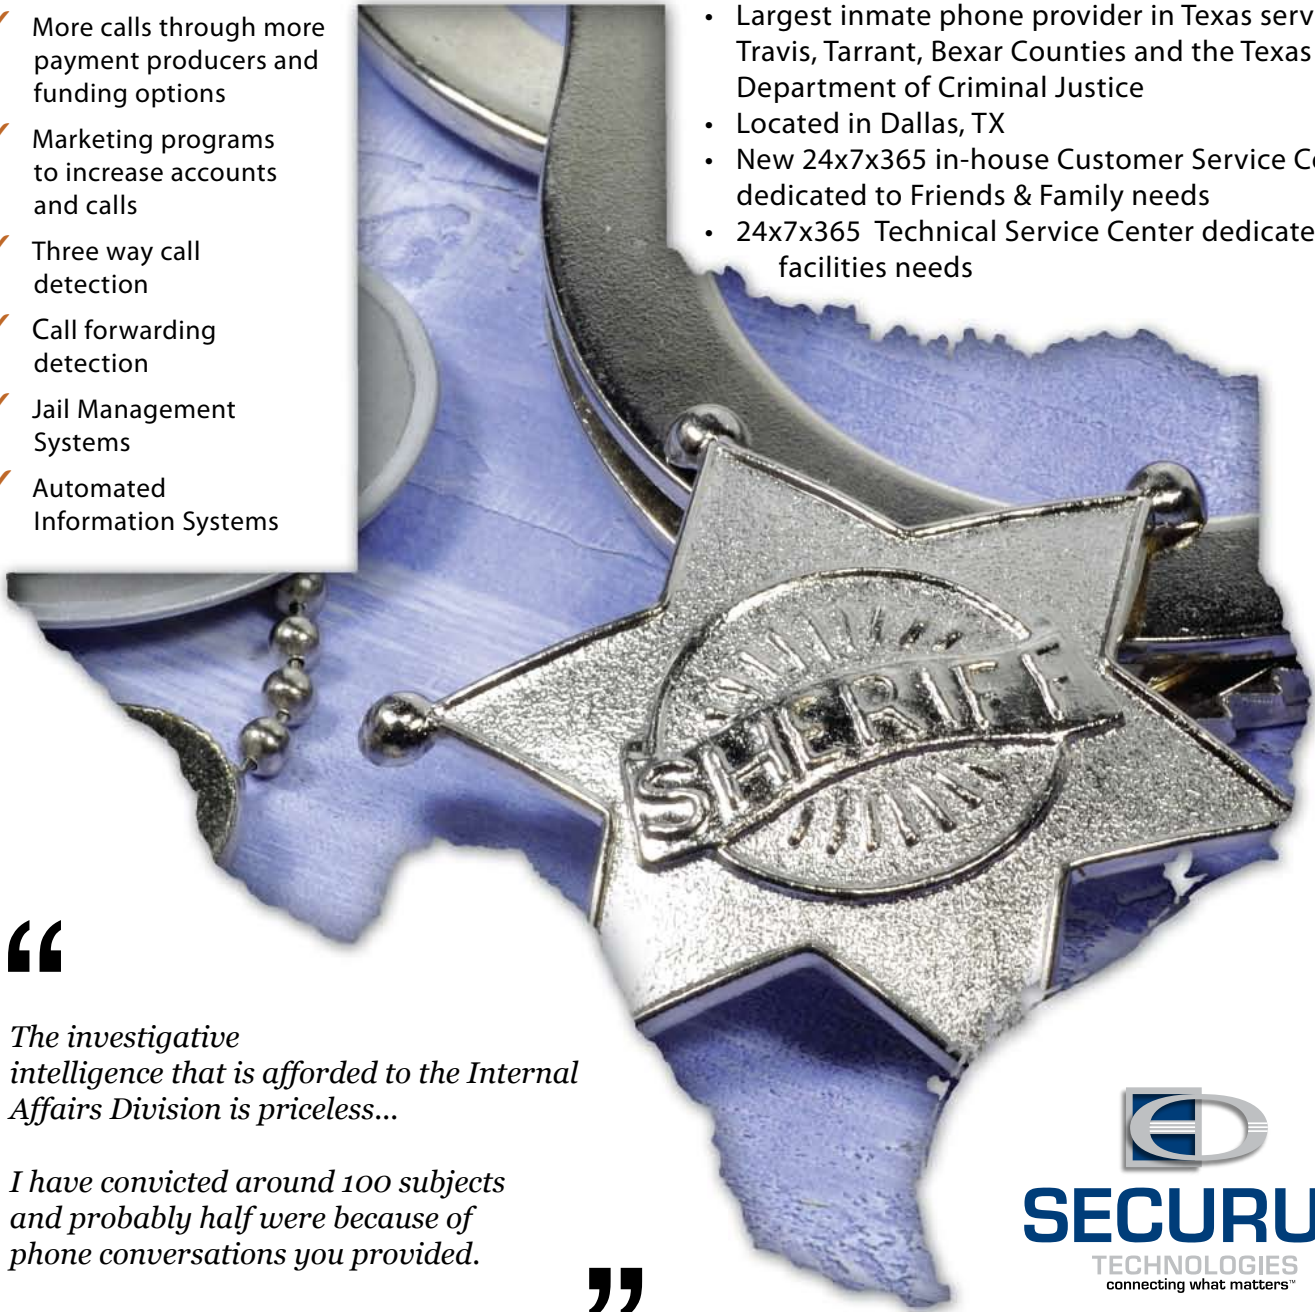 More calls through more
payment producers and
funding options
Marketing programs
to increase accounts
and calls
Three way call
detection
Call forwarding
detection
Jail Management
Systems
Automated
Information Systems
• Largest inmate phone provider in Texas
Travis, Tarrant, Bexar Counties and the Texas
Department of Criminal Justice
• Located in Dallas, TX
• New 24x7x365 in-house Customer Service
dedicated to Friends & Family needs
• 24x7x365 Technical Service Center
facilities needs
SHERIFF
“
The investigative
intelligence that is afforded to the Internal
Affairs Division is priceless...
I have convicted around 100 subjects
and probably half were because of
phone conversations you provided.
”
SECURU
TECHNOLOGIES
connecting what matters™